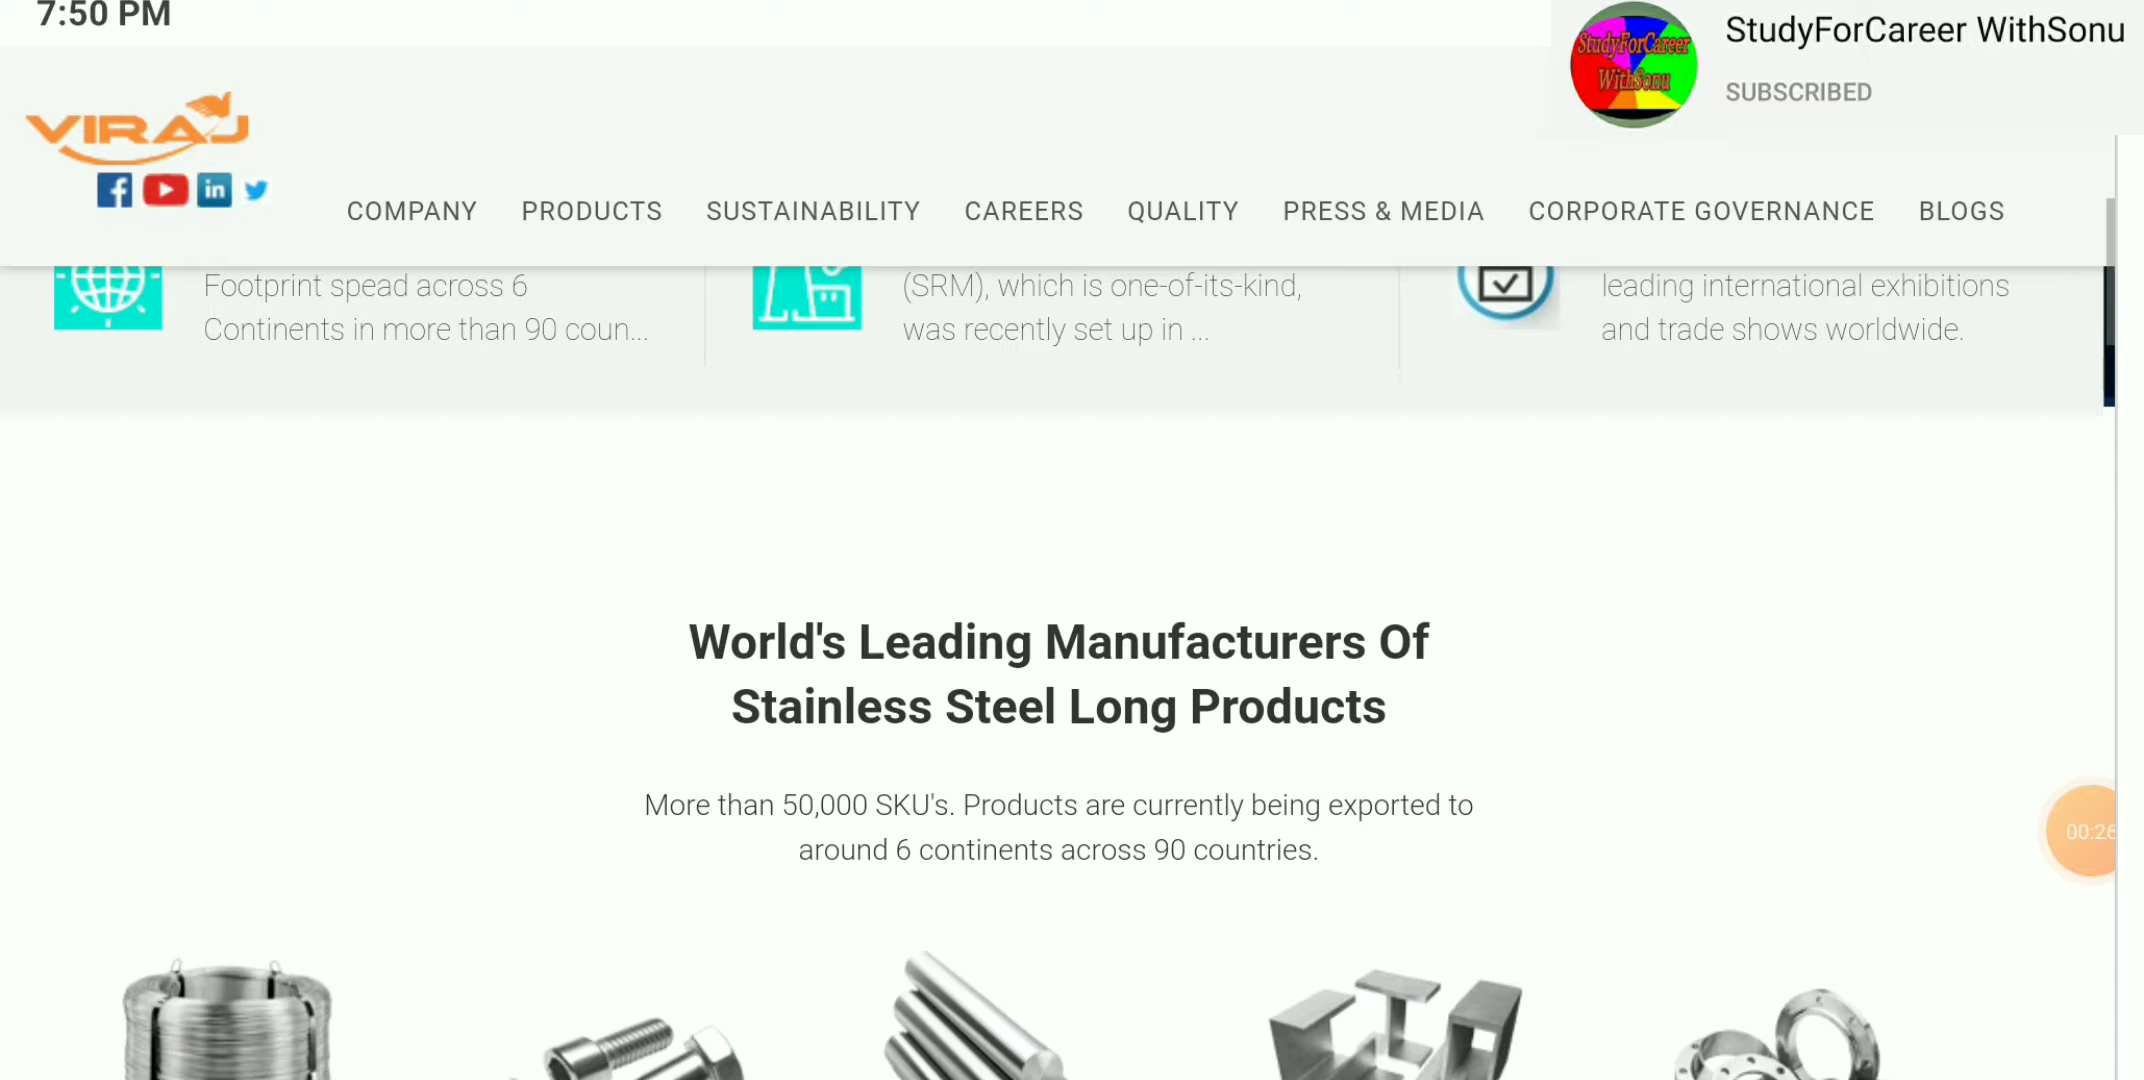 7:50 PM
StudyForCareer WithSonu
SUBSCRIBED
StudyForCareer
WithSonu
VIRAJ
f
in
COMPANY PRODUCTS SUSTAINABILITY CAREERS QUALITY PRESS & MEDIA CORPORATE GOVERNANCE BLOGS
Footprint spead across 6
Continents in more than 90 coun...
(SRM), which is one-of-its-kind,
was recently set up in ...
leading international exhibitions
and trade shows worldwide.
World's Leading Manufacturers Of
Stainless Steel Long Products
More than 50,000 SKU's. Products are currently being exported to
around 6 continents across 90 countries.
00:26